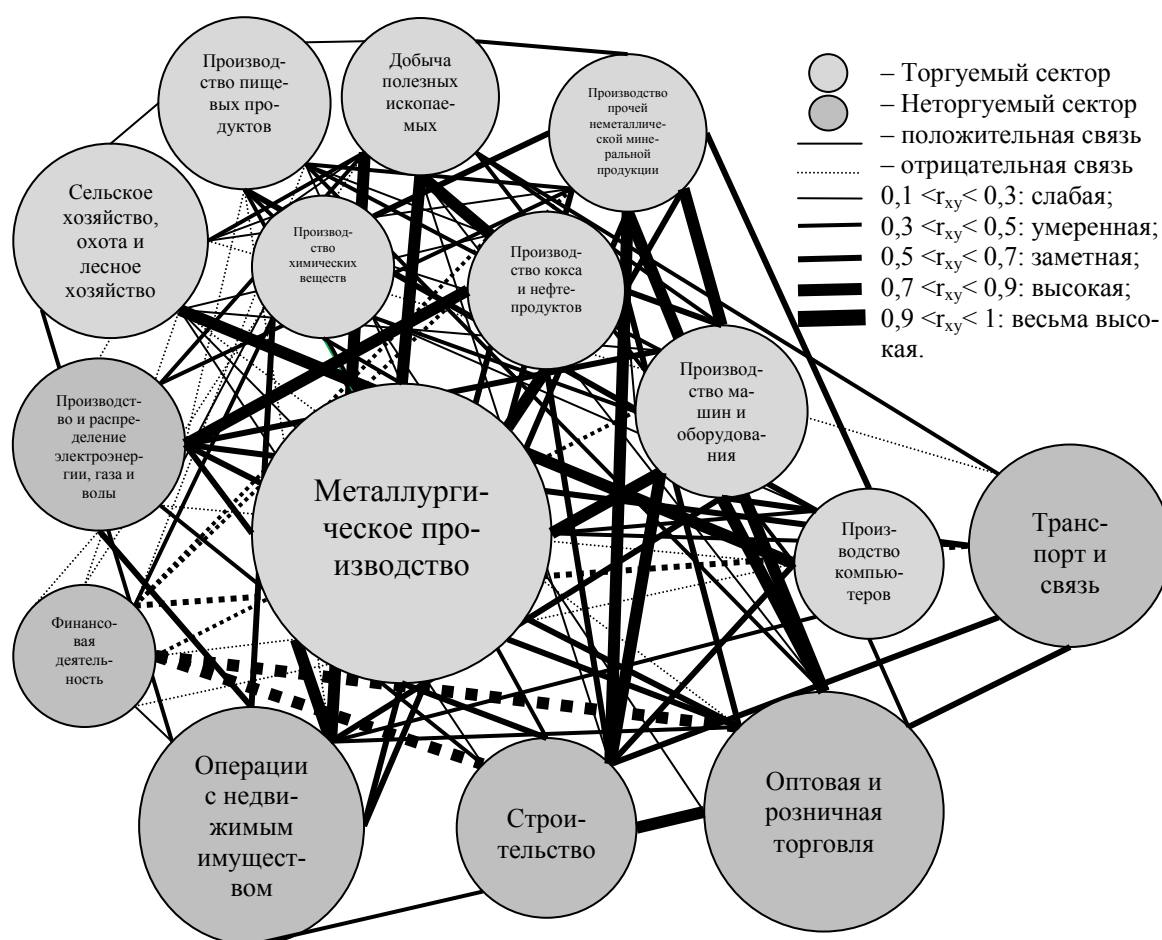 Производ-
ство пище-
вых про-
дуктов
Добыча
полезных
ископае-
мых
Производство
прочей
неметалличе-
ской мине-
ральной
продукции
– Торгуемый сектор
– Неторгуемый сектор
– положительная связь
– отрицательная связь
0,1 <rxy< 0,3: слабая;
0,3 <rxy< 0,5: умеренная;
0,5 <rxy< 0,7: заметная;
0,7 <rxy< 0,9: высокая;
0,9 <rxy< 1: весьма высо-
кая.
Сельское
хозяйство,
охота и
лесное
хозяйство
Производ-
ство
химических
веществ
Производ-
ство кокса
и нефте-
продуктов
Производст-
во и распре-
деление
электроэнер-
гии, газа и
воды
Производ-
ство ма-
шин и
оборудова-
ния
Металлурги-
ческое про-
изводство
Произ-
водство
компью-
теров
Транс-
порт и
связь
Финансо-
вая
деятель-
ность
Операции
с недви-
жимым
имущест-
вом
Строи-
тельство
Оптовая и
розничная
торговля